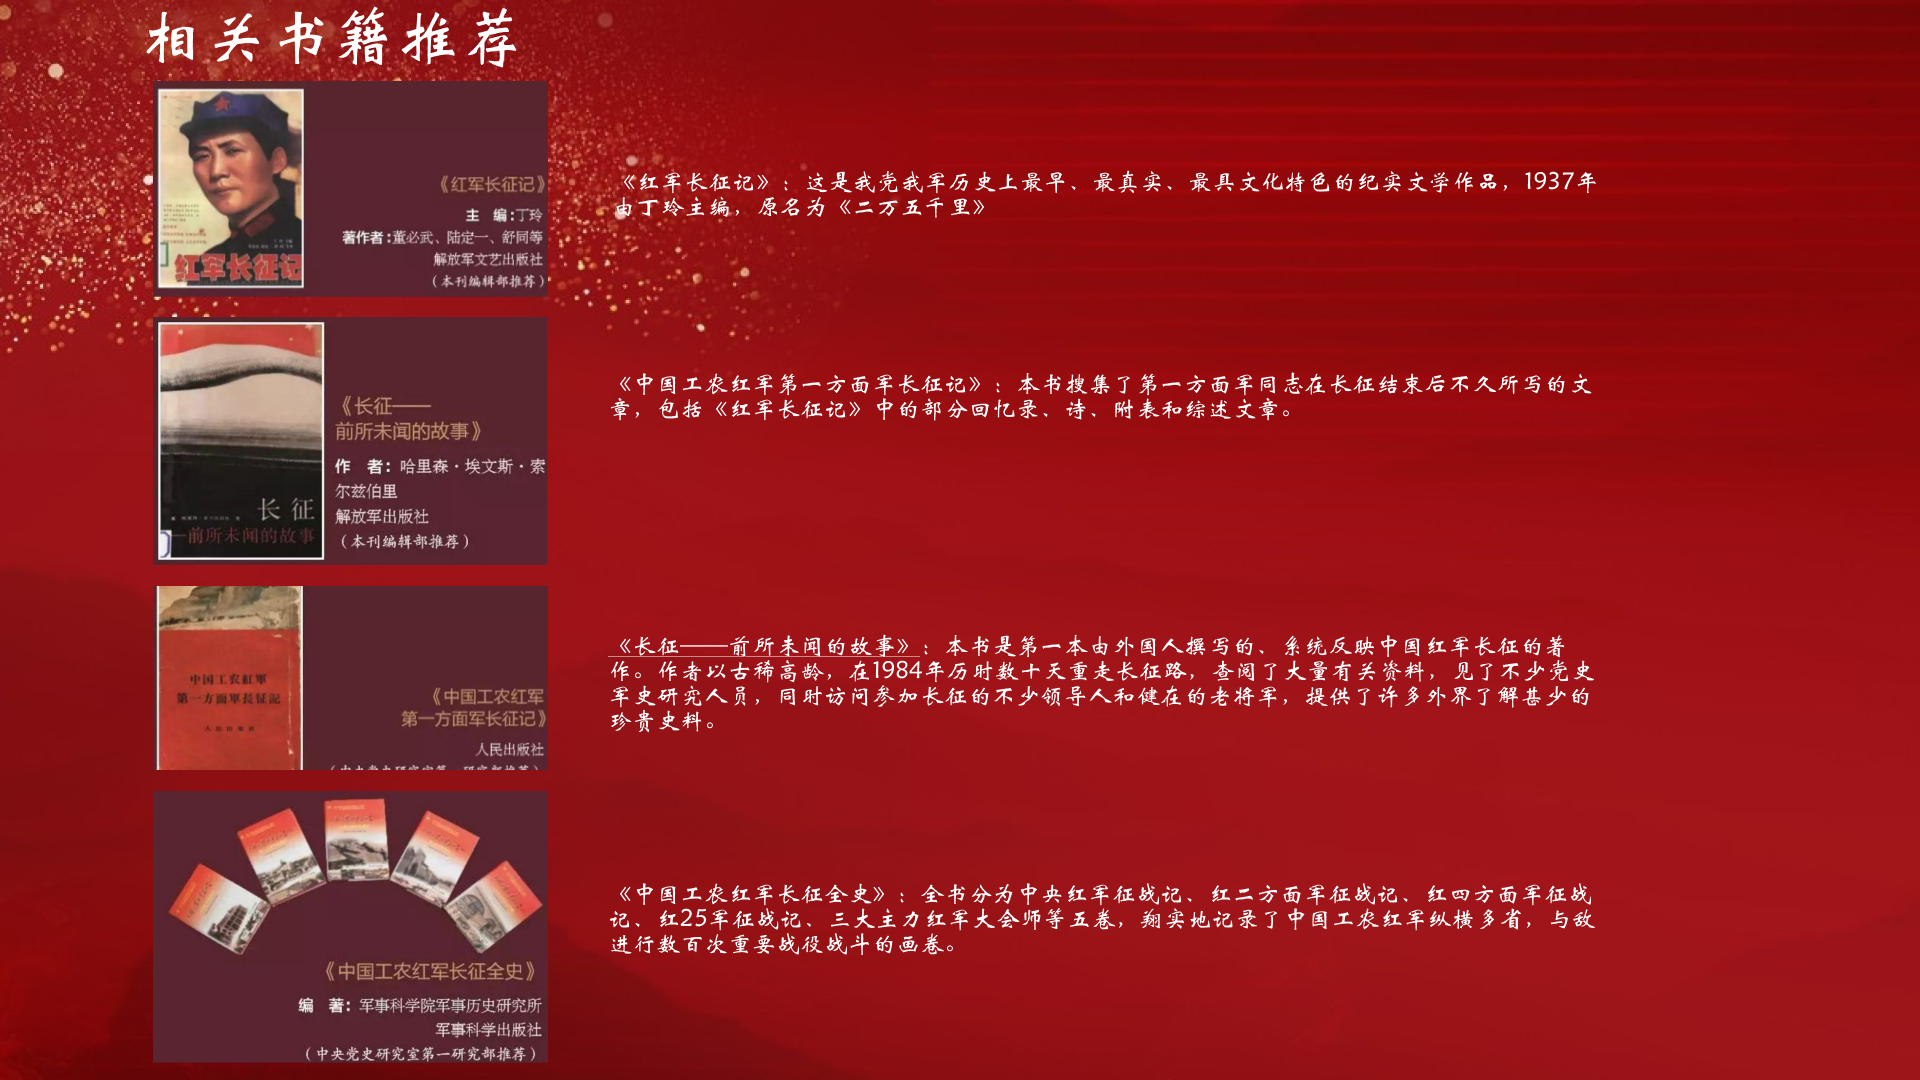 相关书籍推荐
红军长征记
《红军长征记》
主 编：丁玲
著作者：董必武、陆定一、舒同等
解放军文艺出版社
（本刊编辑部推荐）
《红军长征记》：这是我党我军历史上最早、最真实、最具文化特色的纪实文学作品，1937年
由丁玲主编，原名为《二万五千里》
长征
前所未闻的故事
《长征——
前所未闻的故事》
作 者：哈里森·埃文斯·索
尔兹伯里
解放军出版社
（本刊编辑部推荐）
《中国工农红军第一方面军长征记》：本书搜集了第一方面军同志在长征结束后不久所写的文
章，包括《红军长征记》中的部分回忆录、诗、附表和综述文章。
中国工农紅軍
第一方面軍長征記
人民出版社
《中国工农红军
第一方面军长征记》
人民出版社
《长征——前所未闻的故事》：本书是第一本由外国人撰写的、系统反映中国红军长征的著
作。作者以古稀高龄，在1984年历时数十天重走长征路，查阅了大量有关资料，见了不少党史
军史研究人员，同时访问参加长征的不少领导人和健在的老将军，提供了许多外界了解甚少的
珍贵史料。
《中国工农红军长征全史》
编 著：军事科学院军事历史研究所
军事科学出版社
（中央党史研究室第一研究部推荐）
《中国工农红军长征全史》：全书分为中央红军征战记、红二方面军征战记、红四方面军征战
记、红25军征战记、三大主力红军大会师等五卷，翔实地记录了中国工农红军纵横多省，与敌
进行数百次重要战役战斗的画卷。